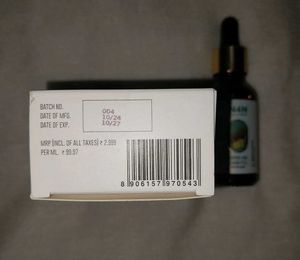 BATCH NO. 004
DATE OF MFG. 10/24
DATE OF EXP. 10/27
MRP (INCL. OF ALL TAXES) ₹ 2,999
PER ML. ₹ 99.97
8 906157 970543